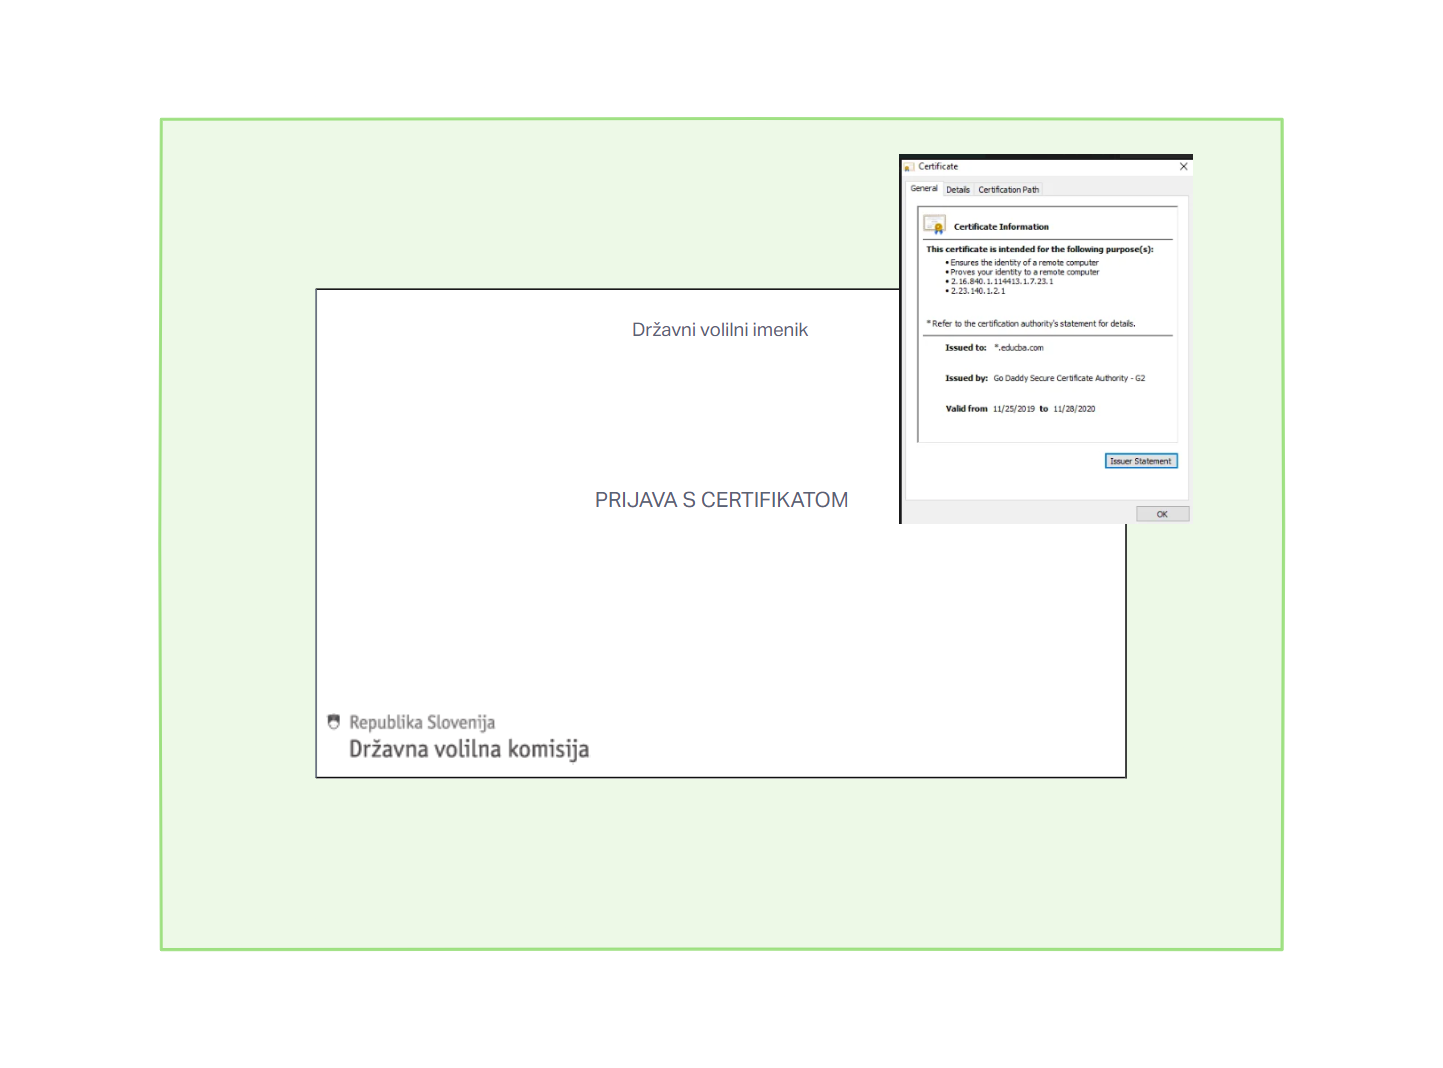 Certificate
General Details Certification Path
Certificate Information
This certificate is intended for the following purpose(s):
• Ensures the identity of a remote computer
• Proves your identity to a remote computer
• 2.16.840.1.114413.1.7.23.1
• 2.23.140.1.2.1
* Refer to the certification authority's statement for details.
Issued to: *.educba.com
Issued by: Go Daddy Secure Certificate Authority - G2
Valid from 11/25/2019 to 11/28/2020
Issuer Statement
OK
Državni volilni imenik
PRIJAVA S CERTIFIKATOM
Republika Slovenija
Državna volilna komisija